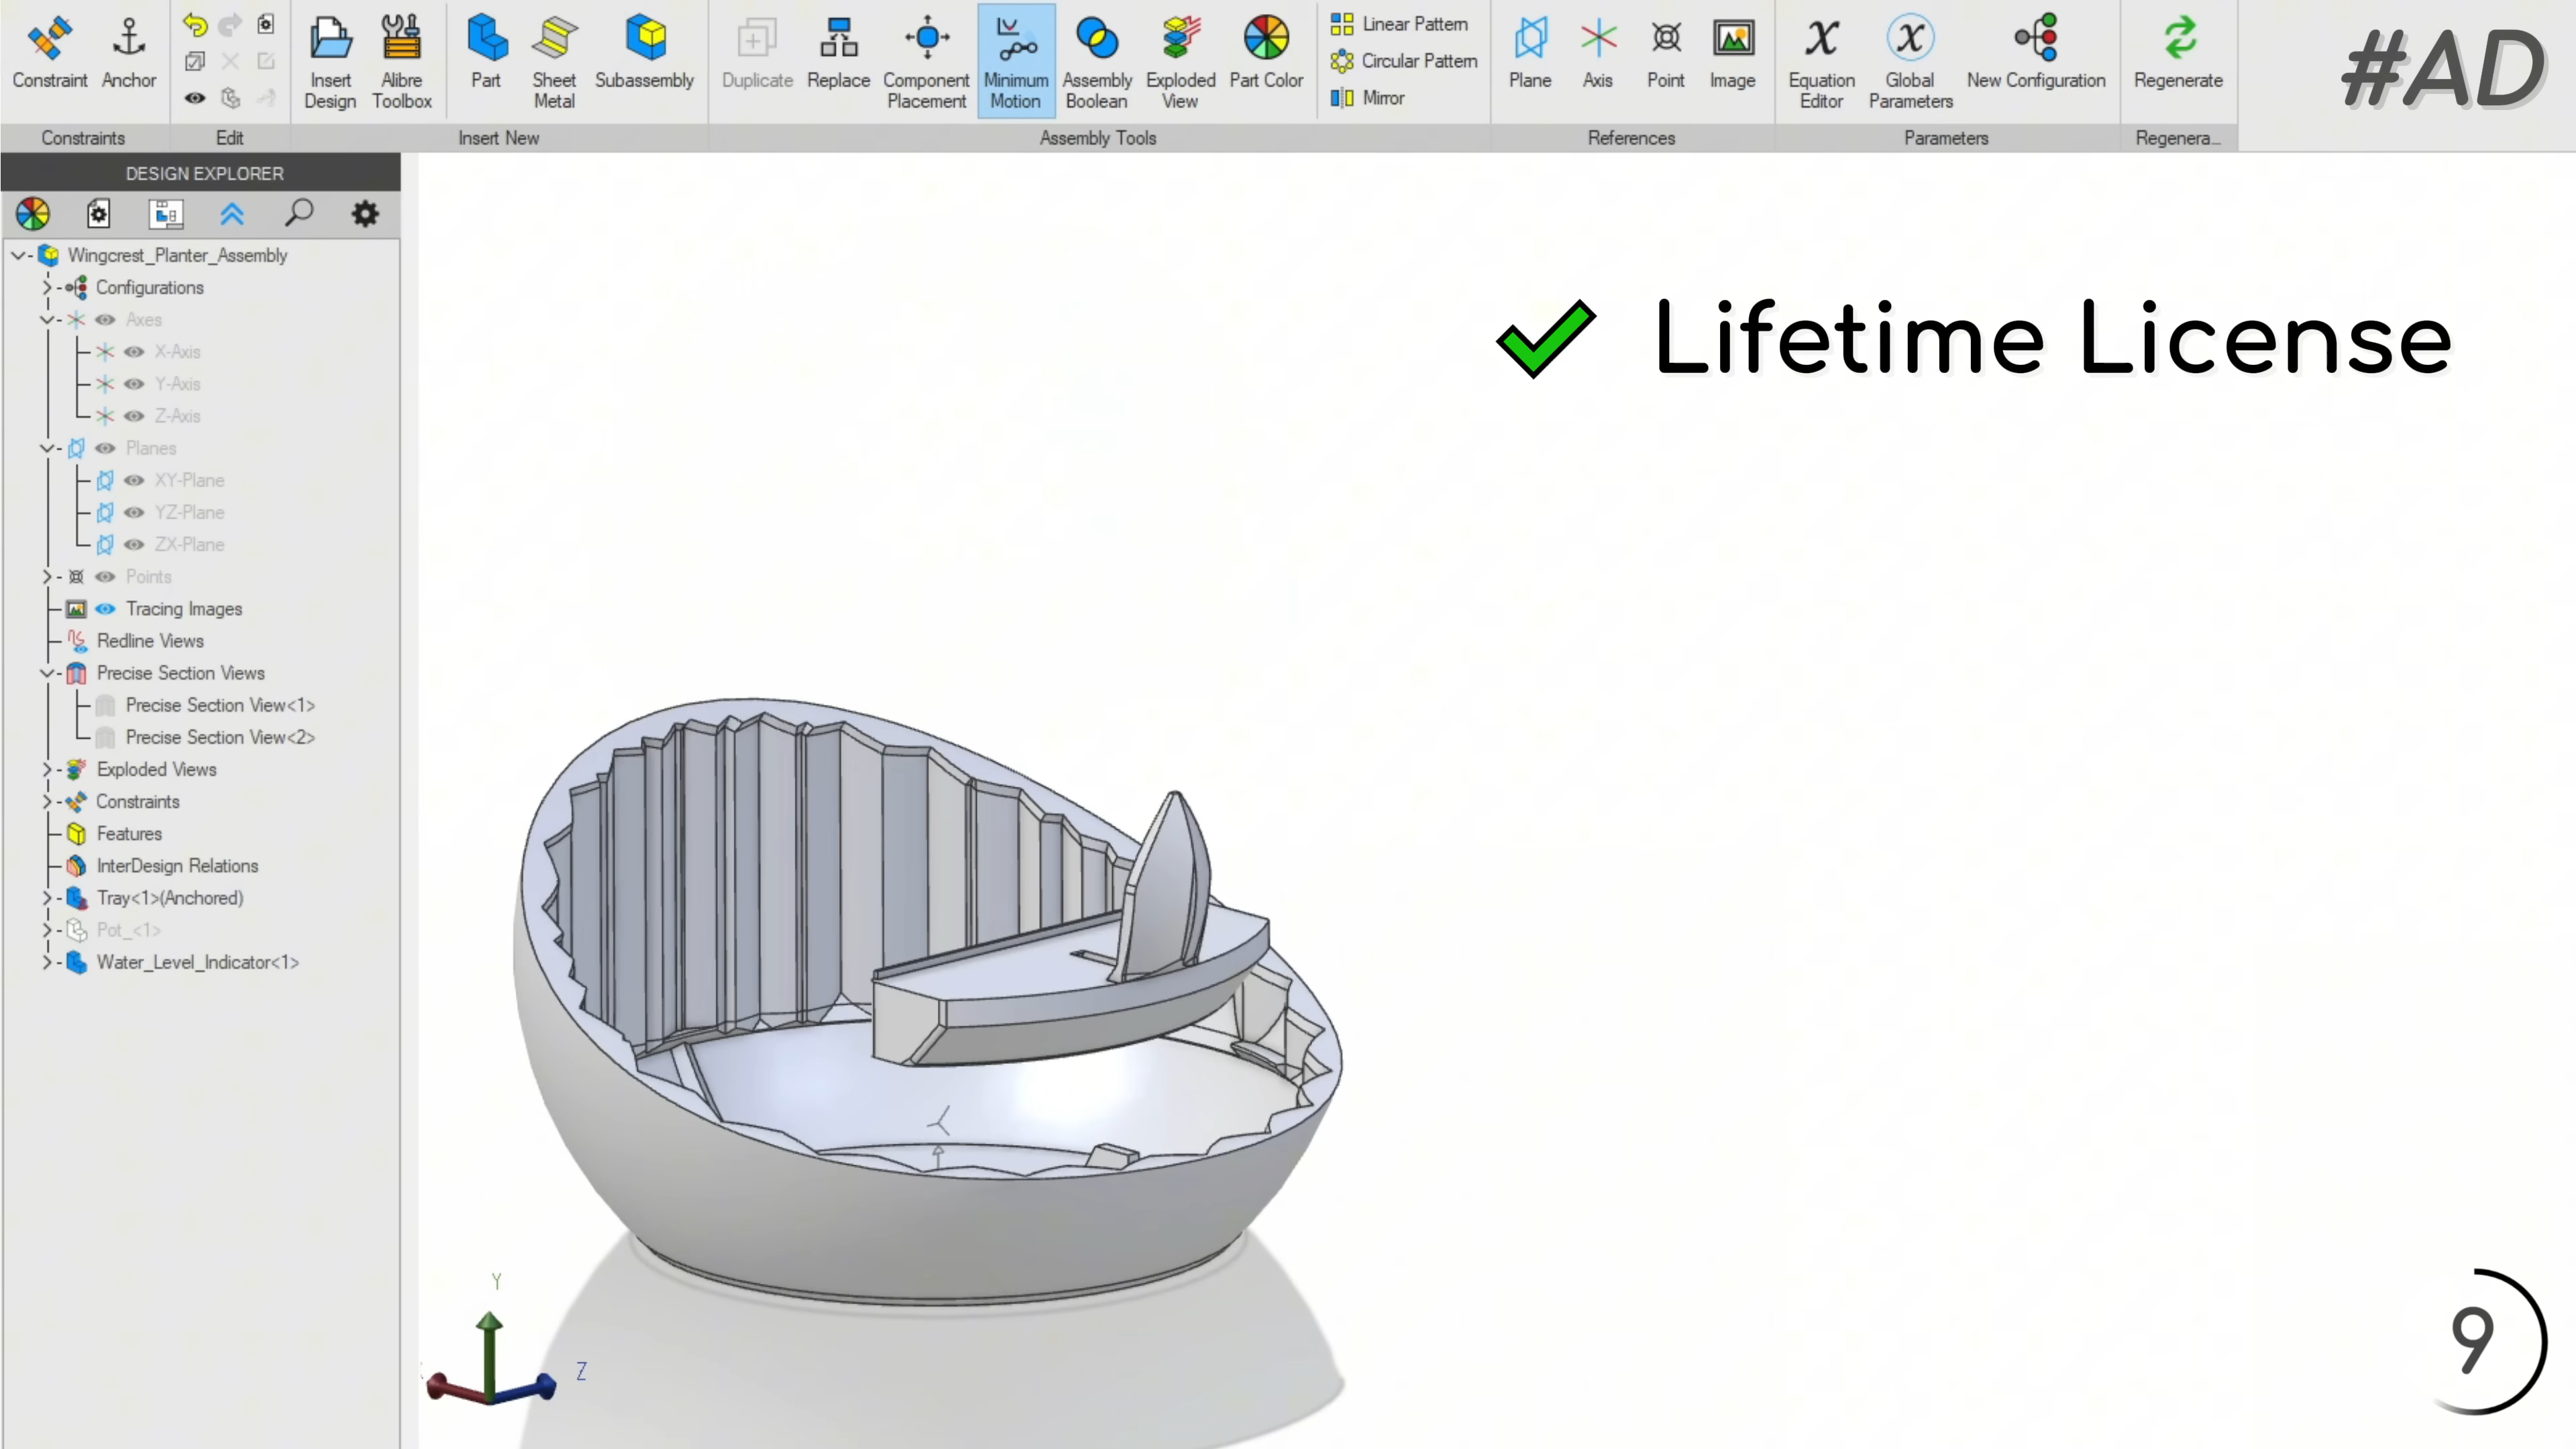 Constraint
Anchor
Insert
Design
Alibre
Toolbox
Part
Sheet
Metal
Subassembly
Duplicate
Replace
Component
Placement
Minimum
Motion
Assembly
Boolean
Exploded
View
Part Color
Linear Pattern
Circular Pattern
Mirror
Plane
Axis
Point
Image
Equation
Editor
Global
Parameters
New Configuration
Regenerate
#AD
Constraints
Edit
Insert New
Assembly Tools
References
Parameters
Regenera...
DESIGN EXPLORER
Wingcrest_Planter_Assembly
Configurations
Axes
X-Axis
Y-Axis
Z-Axis
Planes
XY-Plane
YZ-Plane
ZX-Plane
Points
Tracing Images
Redline Views
Precise Section Views
Precise Section View<1>
Precise Section View<2>
Exploded Views
Constraints
Features
InterDesign Relations
Tray<1>(Anchored)
Pot_<1>
Water_Level_Indicator<1>
Lifetime License
Y
Z
9